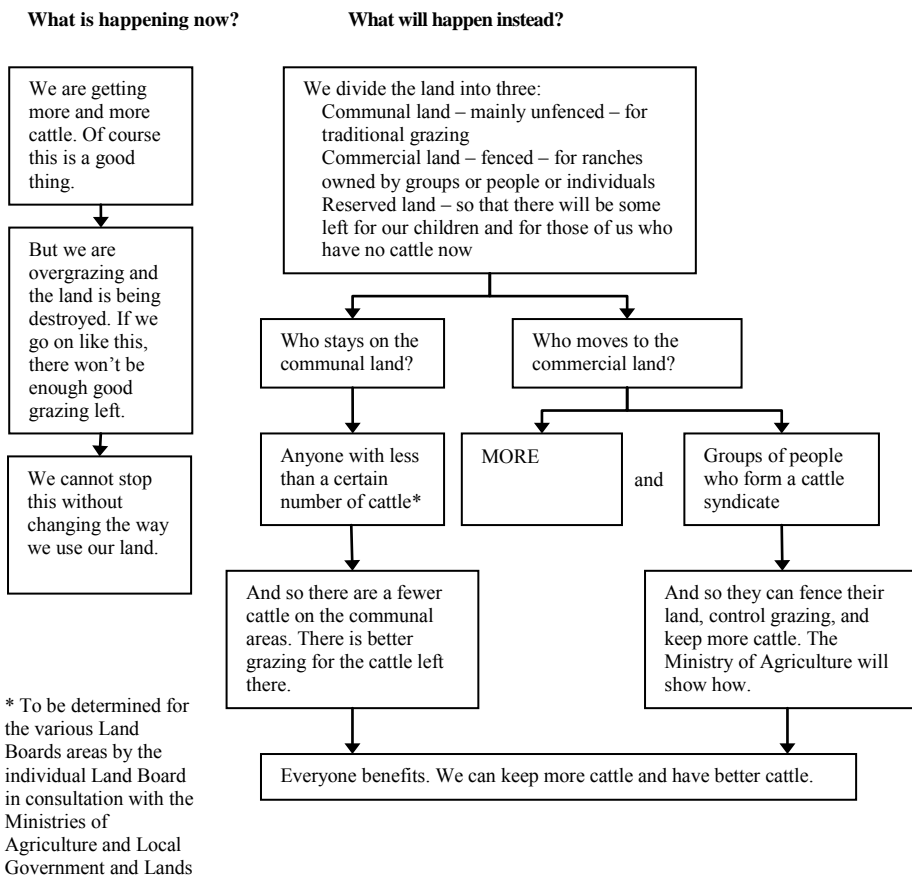 What is happening now?
What will happen instead?
We are getting
more and more
cattle. Of course
this is a good
thing.
But we are
overgrazing and
the land is being
destroyed. If we
go on like this,
there won’t be
enough good
grazing left.
We cannot stop
this without
changing the way
we use our land.
* To be determined for
the various Land
Boards areas by the
individual Land Board
in consultation with the
Ministries of
Agriculture and Local
Government and Lands
We divide the land into three:
Communal land – mainly unfenced – for
traditional grazing
Commercial land – fenced – for ranches
owned by groups or people or individuals
Reserved land – so that there will be some
left for our children and for those of us who
have no cattle now
Who stays on the
communal land?
Who moves to the
commercial land?
Anyone with less
than a certain
number of cattle*
MORE
and
Groups of people
who form a cattle
syndicate
And so there are a fewer
cattle on the communal
areas. There is better
grazing for the cattle left
there.
And so they can fence their
land, control grazing, and
keep more cattle. The
Ministry of Agriculture will
show how.
Everyone benefits. We can keep more cattle and have better cattle.